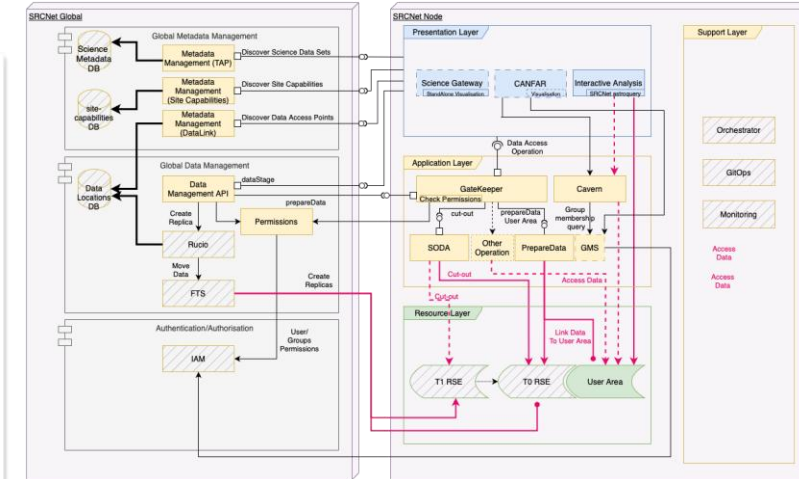 SRCNet Global
Global Metadata Management
Science
Metadata
DB
Metadata
Management (TAP)
Discover Science Data Sets
site-
capabilities
DB
Metadata
Management
(Site Capabilities)
Discover Site Capabilities
Metadata
Management
(DataLink)
Discover Data Access Points
Global Data Management
Data
Locations
DB
Data
Management API
dataStage
prepareData
Create
Replica
Permissions
Rucio
Move
Data
FTS
Create
Replicas
Authentication/Authorisation
User/
Groups
Permissions
IAM
SRCNet Node
Presentation Layer
Science Gateway
StandAlone Visualisation
CANFAR
Visualisation
Interactive Analysis
SRCNet astroquery
Data Access
Operation
Application Layer
GateKeeper
Check Permissions
Cavern
cut-out
prepareData
User Area
Group
membership
query
SODA
Other
Operation
PrepareData
GMS
Cut-out
Access Data
Cut-out
Resource Layer
Link Data
To User Area
T1 RSE
T0 RSE
User Area
Support Layer
Orchestrator
GitOps
Monitoring
Access
Data
Access
Data